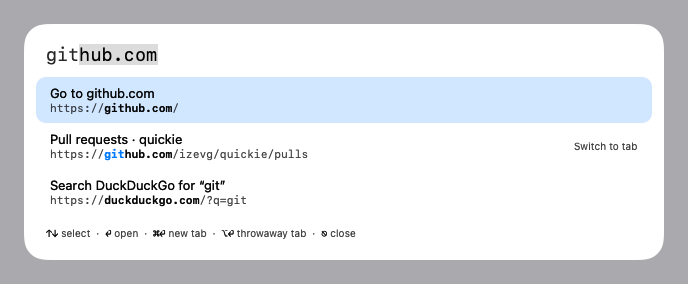 github.com
Go to github.com
https://github.com/
Pull requests · quickie
https://github.com/izevg/quickie/pulls
Switch to tab
Search DuckDuckGo for “git”
https://duckduckgo.com/?q=git
↑↓ select · ↵ open · ⌘↵ new tab · ⌥↵ throwaway tab · ⎋ close